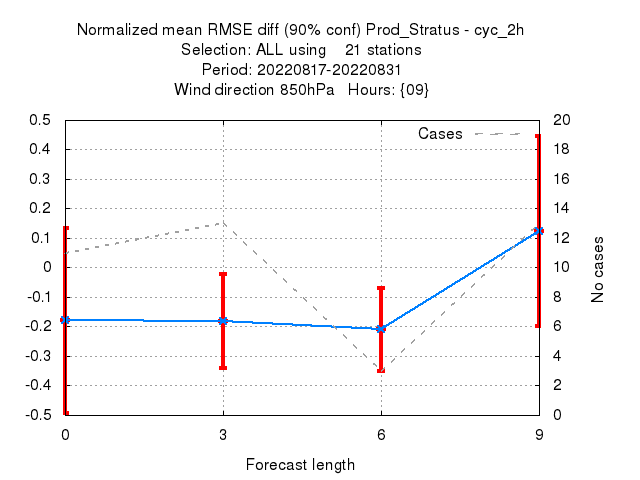 Normalized mean RMSE diff (90% conf) Prod_Stratus - cyc_2h
Selection: ALL using    21 stations
Period: 20220817-20220831
Wind direction 850hPa   Hours: {09}
Cases
0.5
0.4
0.3
0.2
0.1
0
-0.1
-0.2
-0.3
-0.4
-0.5
20
18
16
14
12
10
8
6
4
2
0
No cases
0 3 6 9
Forecast length